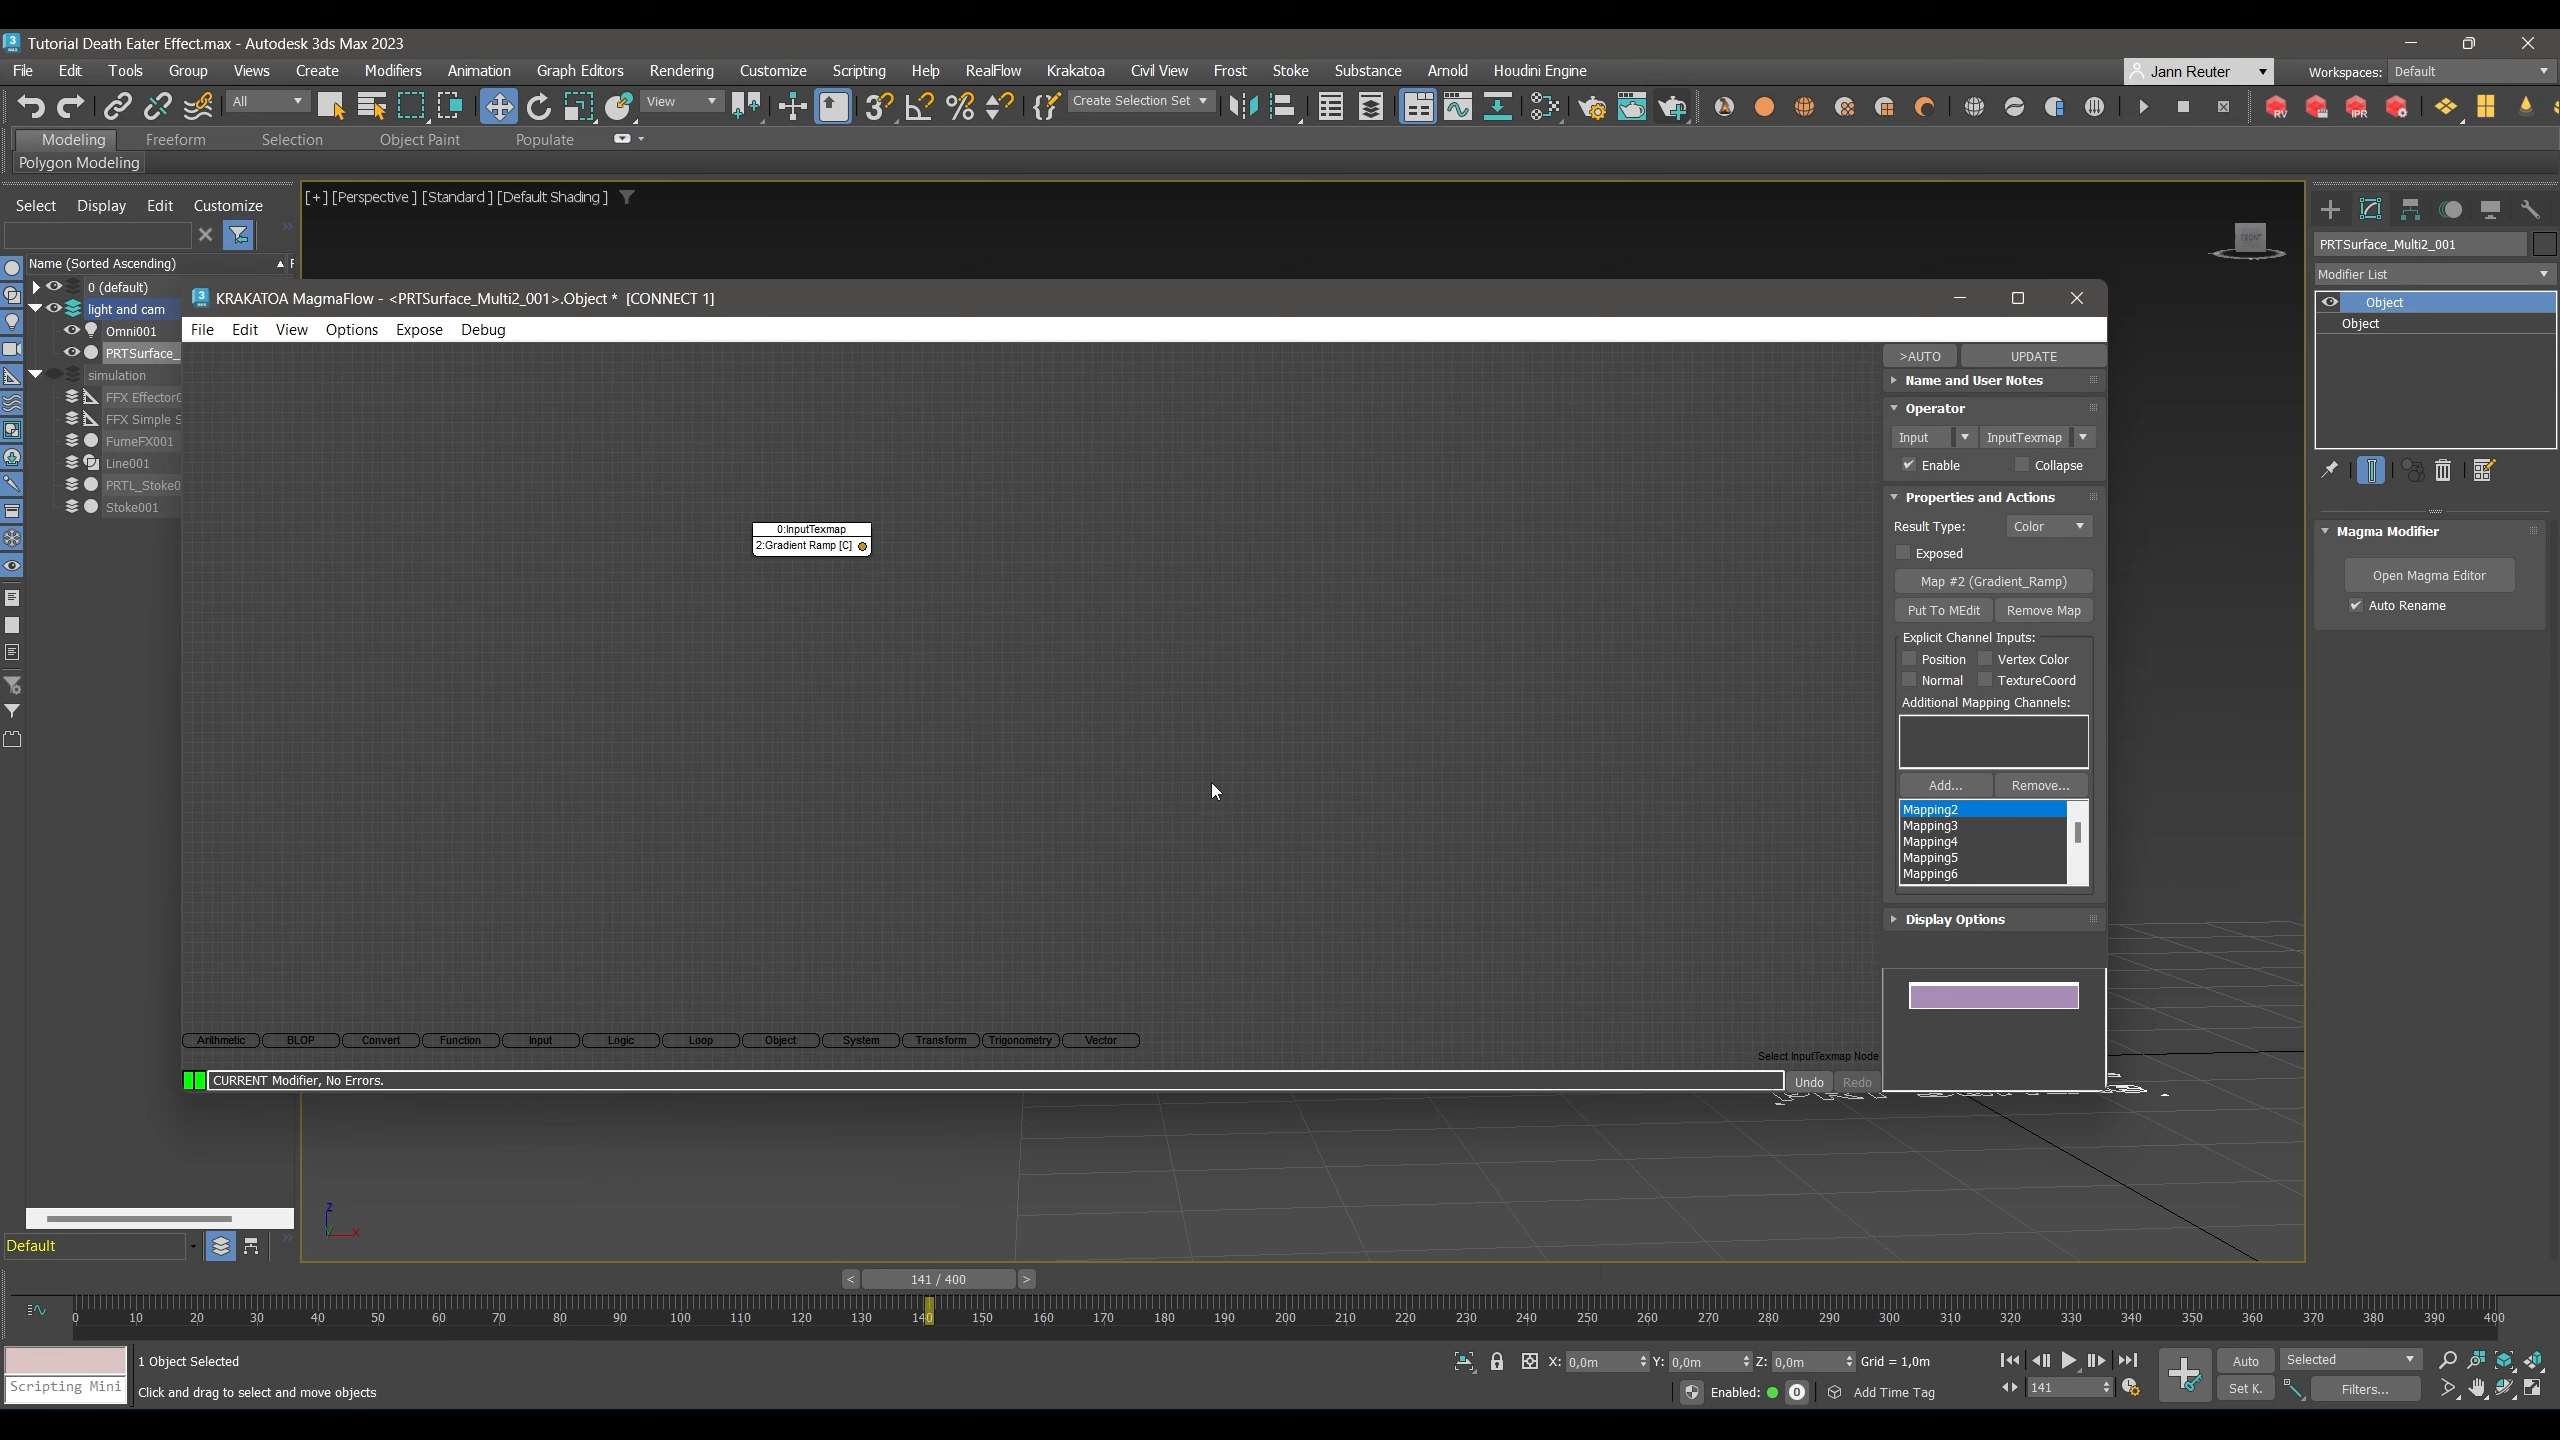 Tutorial Death Eater Effect.max - Autodesk 3ds Max 2023
File Edit Tools Group Views Create Modifiers Animation Graph Editors Rendering Customize Scripting Help RealFlow Krakatoa Civil View Frost Stoke Substance Arnold Houdini Engine Jann Reuter Workspaces: Default
All View Create Selection Set RV IPR
Modeling Freeform Selection Object Paint Populate
Polygon Modeling
Select Display Edit Customize
[+] [Perspective ] [Standard ] [Default Shading ]
FRONT
Name (Sorted Ascending)
0 (default)
light and cam
Omni001
PRTSurface_
simulation
FFX Effector
FFX Simple S
FumeFX001
Line001
PRTL_Stoke0
Stoke001
Default
KRAKATOA MagmaFlow - <PRTSurface_Multi2_001>.Object * [CONNECT 1]
File Edit View Options Expose Debug
0:InputTexmap
2:Gradient Ramp [C]
>AUTO UPDATE
Name and User Notes
Operator
Input InputTexmap
Enable Collapse
Properties and Actions
Result Type: Color
Exposed
Map #2 (Gradient_Ramp)
Put To MEdit Remove Map
Explicit Channel Inputs:
Position Vertex Color
Normal TextureCoord
Additional Mapping Channels:
Add... Remove...
Mapping2
Mapping3
Mapping4
Mapping5
Mapping6
Display Options
Arithmetic BLOP Convert Function Input Logic Loop Object System Transform Trigonometry Vector
Select InputTexmap Node
CURRENT Modifier, No Errors. Undo Redo
PRTSurface_Multi2_001
Modifier List
Object
Object
Magma Modifier
Open Magma Editor
Auto Rename
z
x
< 141 / 400 >
0 10 20 30 40 50 60 70 80 90 100 110 120 130 140 150 160 170 180 190 200 210 220 230 240 250 260 270 280 290 300 310 320 330 340 350 360 370 380 390 400
1 Object Selected X: 0,0m Y: 0,0m Z: 0,0m Grid = 1,0m Auto Selected
Scripting Mini Click and drag to select and move objects Enabled: 0 Add Time Tag 141 Set K. Filters...